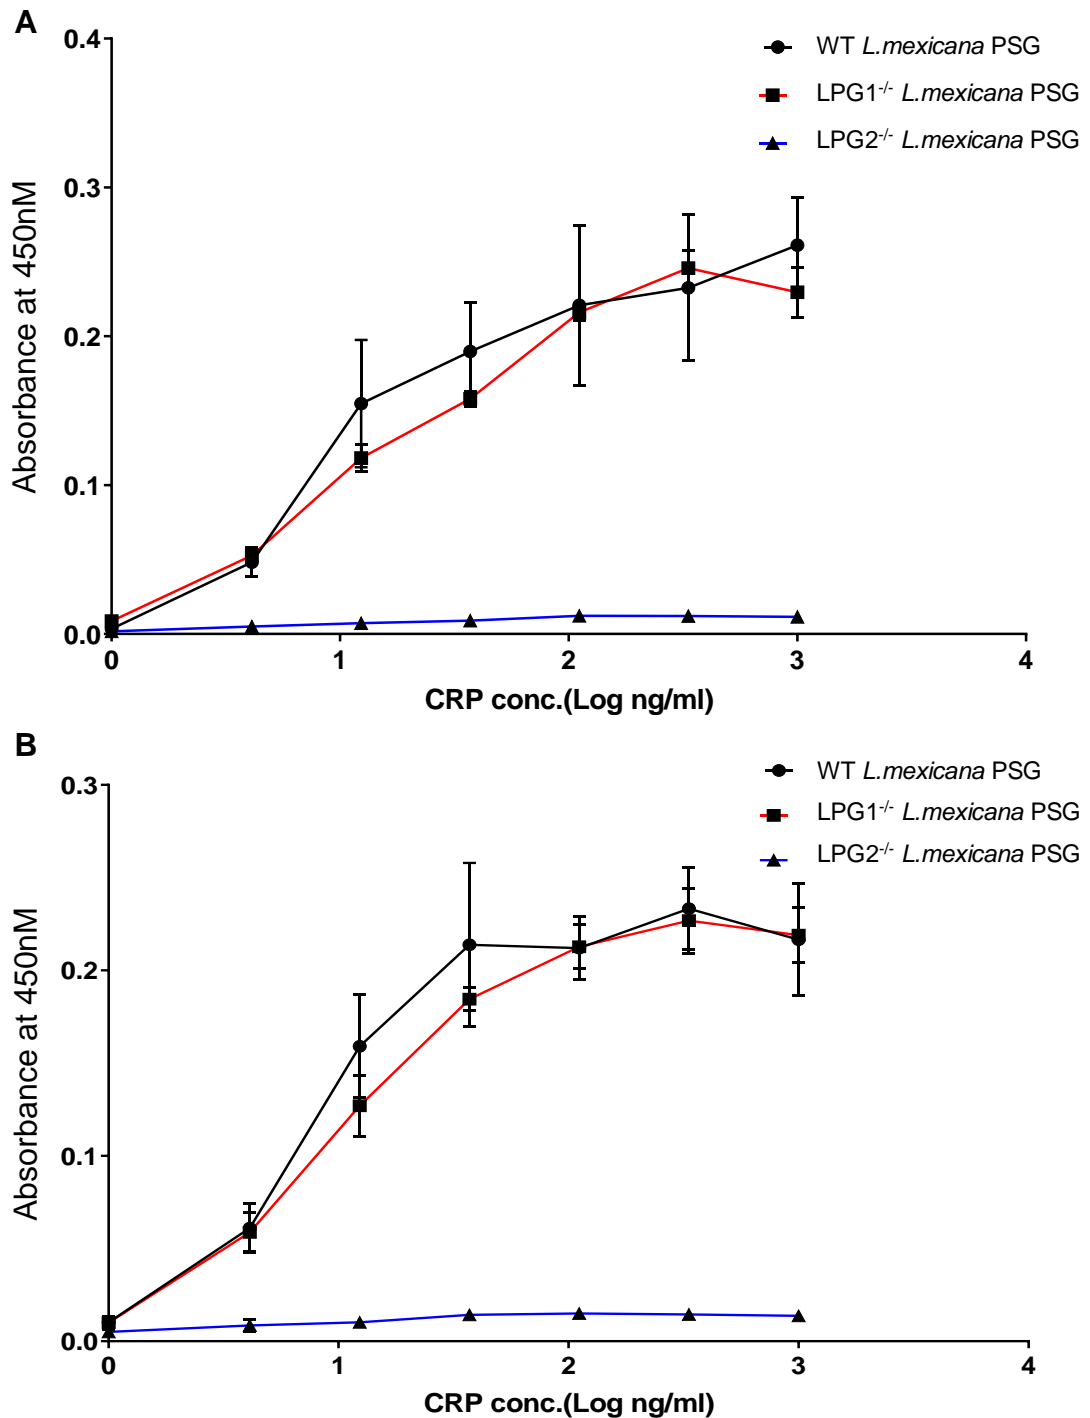 A
0.4
WT L.mexicana PSG
LPG1-/- L.mexicana PSG
LPG2-/- L.mexicana PSG
0.3
0.2
0.1
0.0
Absorbance at 450nM
0 1 2 3 4
CRP conc.(Log ng/ml)
B
0.3
WT L.mexicana PSG
LPG1-/- L.mexicana PSG
LPG2-/- L.mexicana PSG
0.2
0.1
0.0
Absorbance at 450nM
0 1 2 3 4
CRP conc.(Log ng/ml)